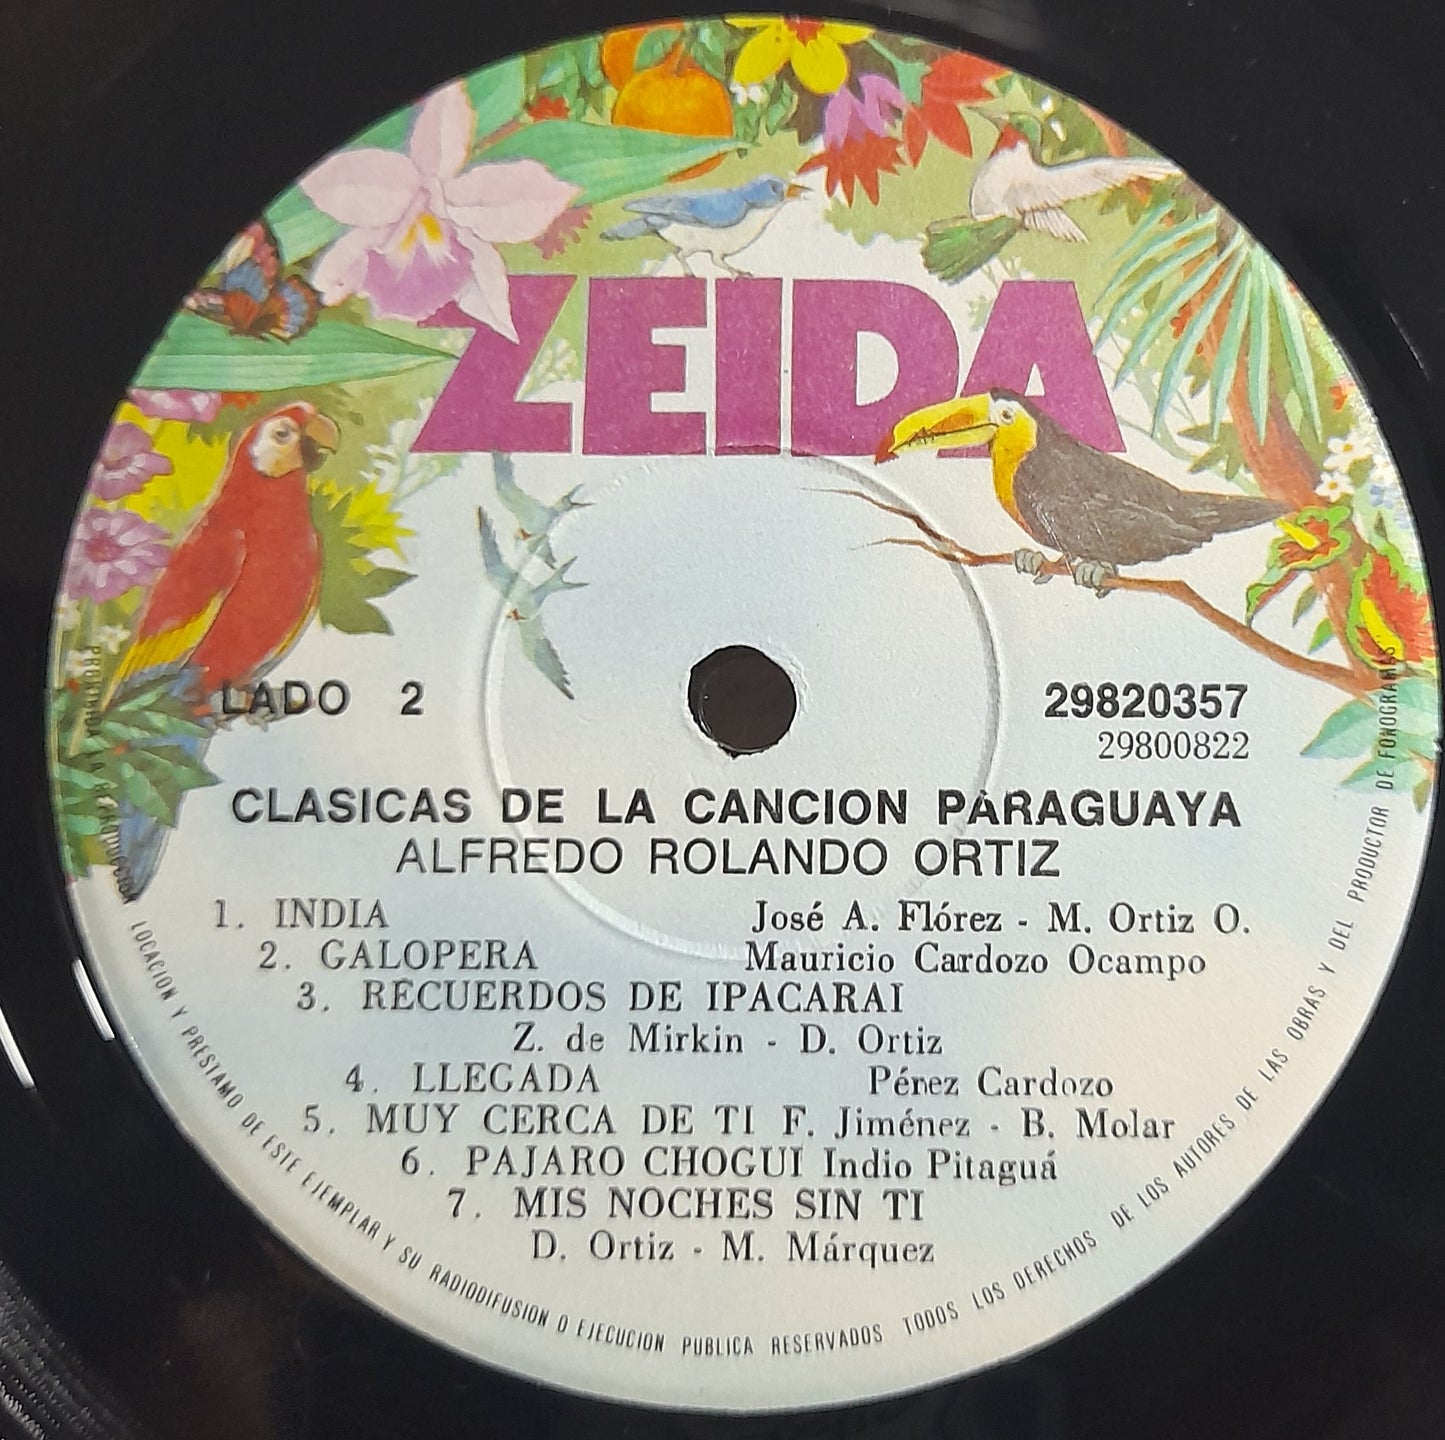 ZEIDA
LADO 2
29820357
29800822
CLASICAS DE LA CANCION PARAGUAYA
ALFREDO ROLANDO ORTIZ
1. INDIA José A. Flórez - M. Ortiz O.
2. GALOPERA Mauricio Cardozo Ocampo
3. RECUERDOS DE IPACARAI
Z. de Mirkin - D. Ortiz
4. LLEGADA Pérez Cardozo
5. MUY CERCA DE TI F. Jiménez - B. Molar
6. PAJARO CHOGUI Indio Pitaguá
7. MIS NOCHES SIN TI
D. Ortiz - M. Márquez
PROHIBIDA LA REPRODUCCION LOCACION Y PRESTAMO DE ESTE EJEMPLAR Y SU RADIODIFUSION O EJECUCION PUBLICA RESERVADOS TODOS LOS DERECHOS DE LOS AUTORES DE LAS OBRAS Y DEL PRODUCTOR DE FONOGRAMAS